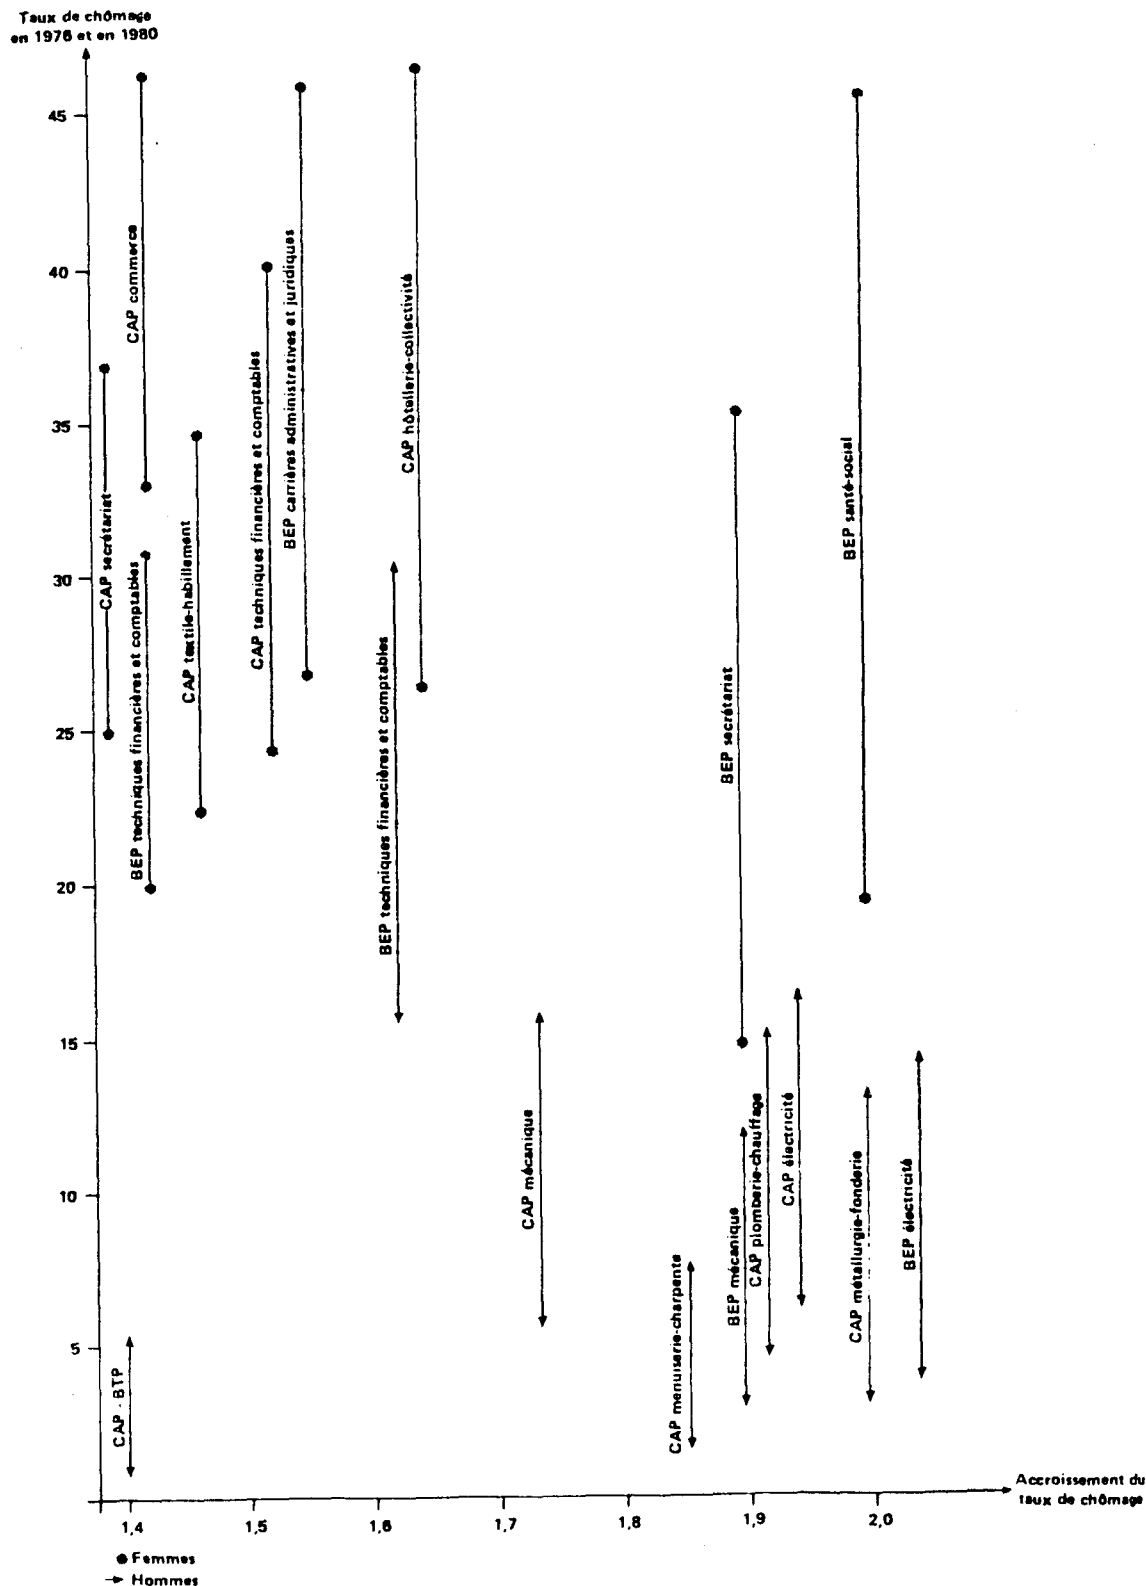 Taux de chômage
en 1976 et en 1980
45
40
35
30
25
20
15
10
5
CAP secrétariat
CAP commerce
BEP techniques financières et comptables
CAP textile-habillement
CAP techniques financières et comptables
BEP carrières administratives et juridiques
CAP hôtellerie-collectivité
BEP techniques financières et comptables
BEP secrétariat
BEP santé-social
CAP - BTP
CAP mécanique
CAP menuiserie-charpente
BEP mécanique
CAP plomberie-chauffage
CAP électricité
CAP métallurgie-fonderie
BEP électricité
Accroissement du
taux de chômage
1,4 1,5 1,6 1,7 1,8 1,9 2,0
Femmes
Hommes